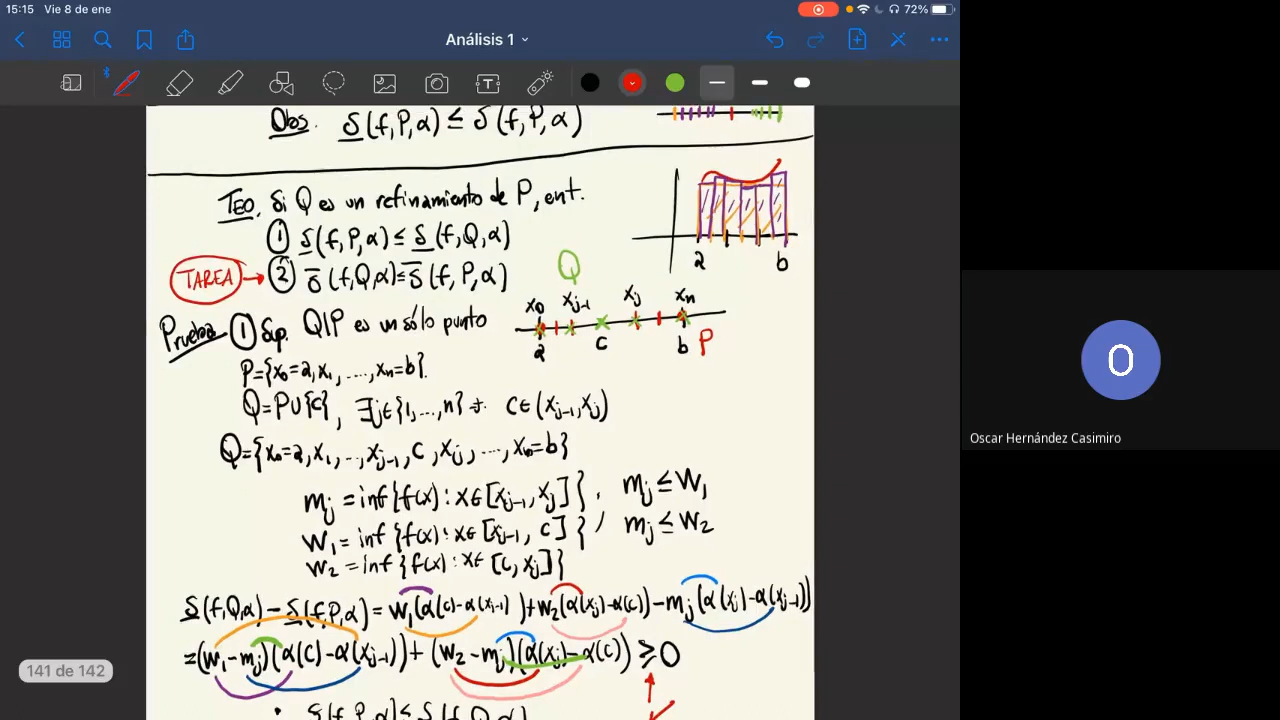 15:15 Vie 8 de ene
72%
Análisis 1
Obs. S(f,P,α) ≤ S̄(f,P,α)
TEO. Si Q es un refinamiento de P, ent.
① S(f,P,α) ≤ S(f,Q,α)
TAREA → ② S̄(f,Q,α) ≤ S̄(f,P,α)
a b
Q
x₀ xⱼ₋₁ xⱼ xₙ
a c b P
Prueba ① Sup. Q\P es un sólo punto
P={x₀=a,x₁,....,xₙ=b}.
Q=P∪{c}, ∃j∈{1,...,n} t. c∈(xⱼ₋₁,xⱼ)
Q={x₀=a,x₁,...,xⱼ₋₁,c,xⱼ,...,xₙ=b}
mⱼ=inf{f(x):x∈[xⱼ₋₁,xⱼ]}, mⱼ≤W₁
W₁=inf{f(x):x∈[xⱼ₋₁,c]}, mⱼ≤W₂
W₂=inf{f(x):x∈[c,xⱼ]}
S(f,Q,α)-S(f,P,α)=W₁(α(c)-α(xⱼ₋₁))+W₂(α(xⱼ)-α(c))-mⱼ(α(xⱼ)-α(xⱼ₋₁))
=(W₁-mⱼ)(α(c)-α(xⱼ₋₁))+(W₂-mⱼ)(α(xⱼ)-α(c)) ≥ 0
∴ S(f,P,α)≤S(f,Q,α)
141 de 142
O
Oscar Hernández Casimiro